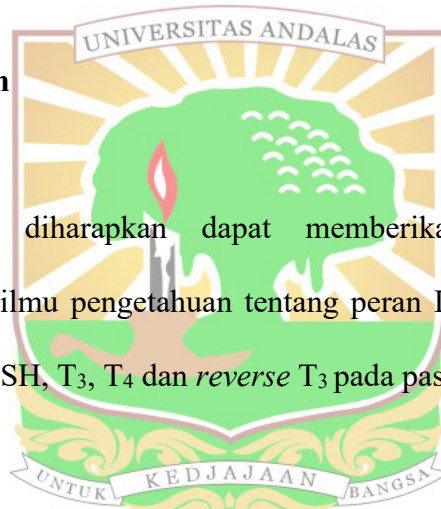 UNIVERSITAS ANDALAS
n
diharapkan dapat memberika
ilmu pengetahuan tentang peran I
SH, T₃, T₄ dan reverse T₃ pada pas
UNTUK KEDJAJAAN BANGSA